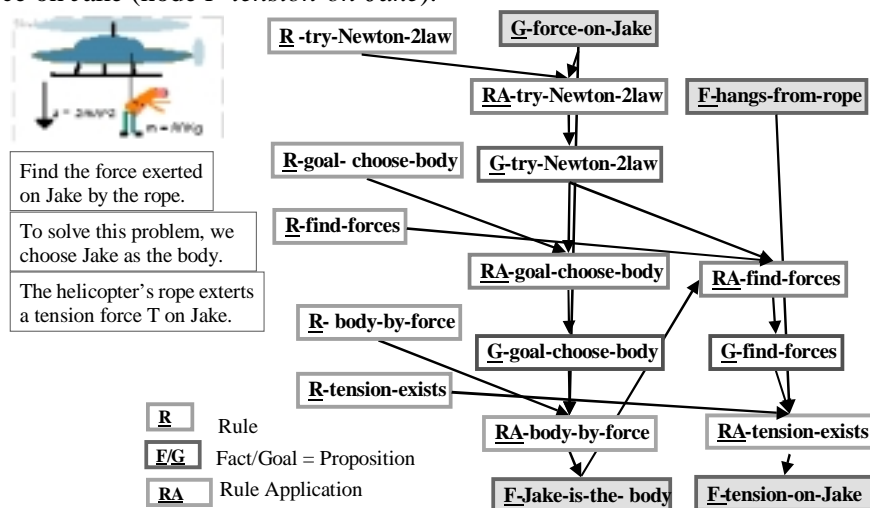 ce on Jake (node F-tension-on-Jake).
R -try-Newton-2law
G-force-on-Jake
RA-try-Newton-2law
F-hangs-from-rope
R-goal- choose-body
G-try-Newton-2law
Find the force exerted
on Jake by the rope.
To solve this problem, we
choose Jake as the body.
The helicopter's rope exterts
a tension force T on Jake.
R-find-forces
RA-goal-choose-body
RA-find-forces
R- body-by-force
G-goal-choose-body
G-find-forces
R-tension-exists
RA-body-by-force
RA-tension-exists
F-Jake-is-the- body
F-tension-on-Jake
R Rule
F/G Fact/Goal = Proposition
RA Rule Application